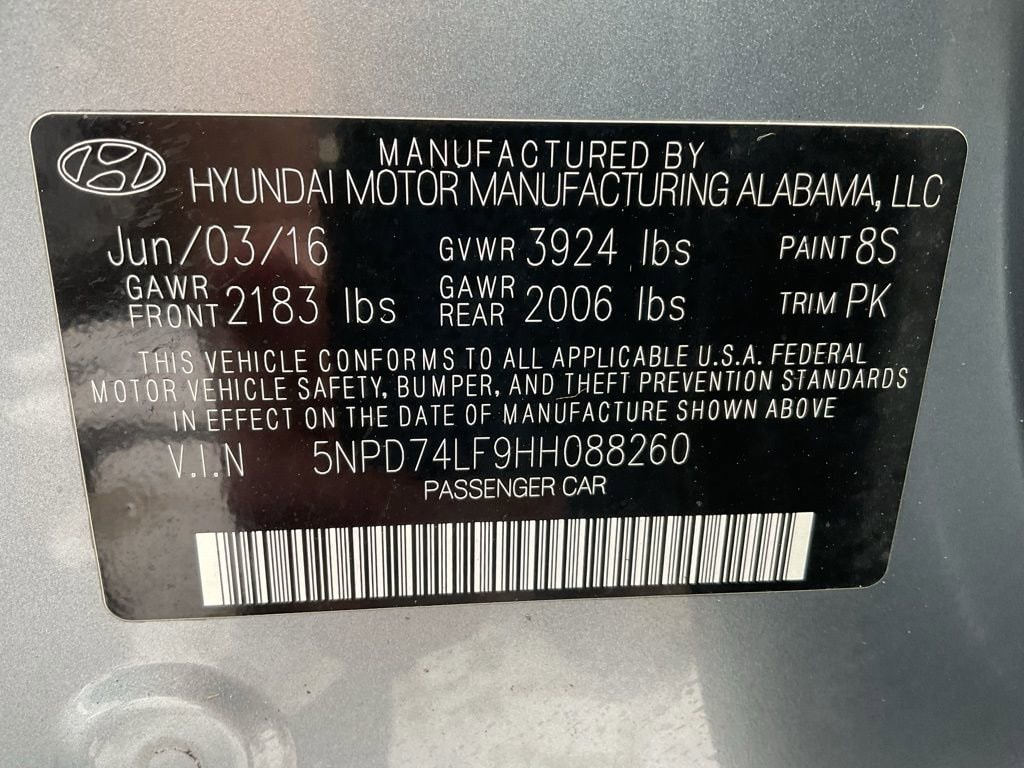 MANUFACTURED BY
HYUNDAI MOTOR MANUFACTURING ALABAMA, LLC
Jun/03/16 GVWR 3924 lbs PAINT 8S
GAWR FRONT 2183 lbs GAWR REAR 2006 lbs TRIM PK
THIS VEHICLE CONFORMS TO ALL APPLICABLE U.S.A. FEDERAL
MOTOR VEHICLE SAFETY, BUMPER, AND THEFT PREVENTION STANDARDS
IN EFFECT ON THE DATE OF MANUFACTURE SHOWN ABOVE
V.I.N 5NPD74LF9HH088260
PASSENGER CAR